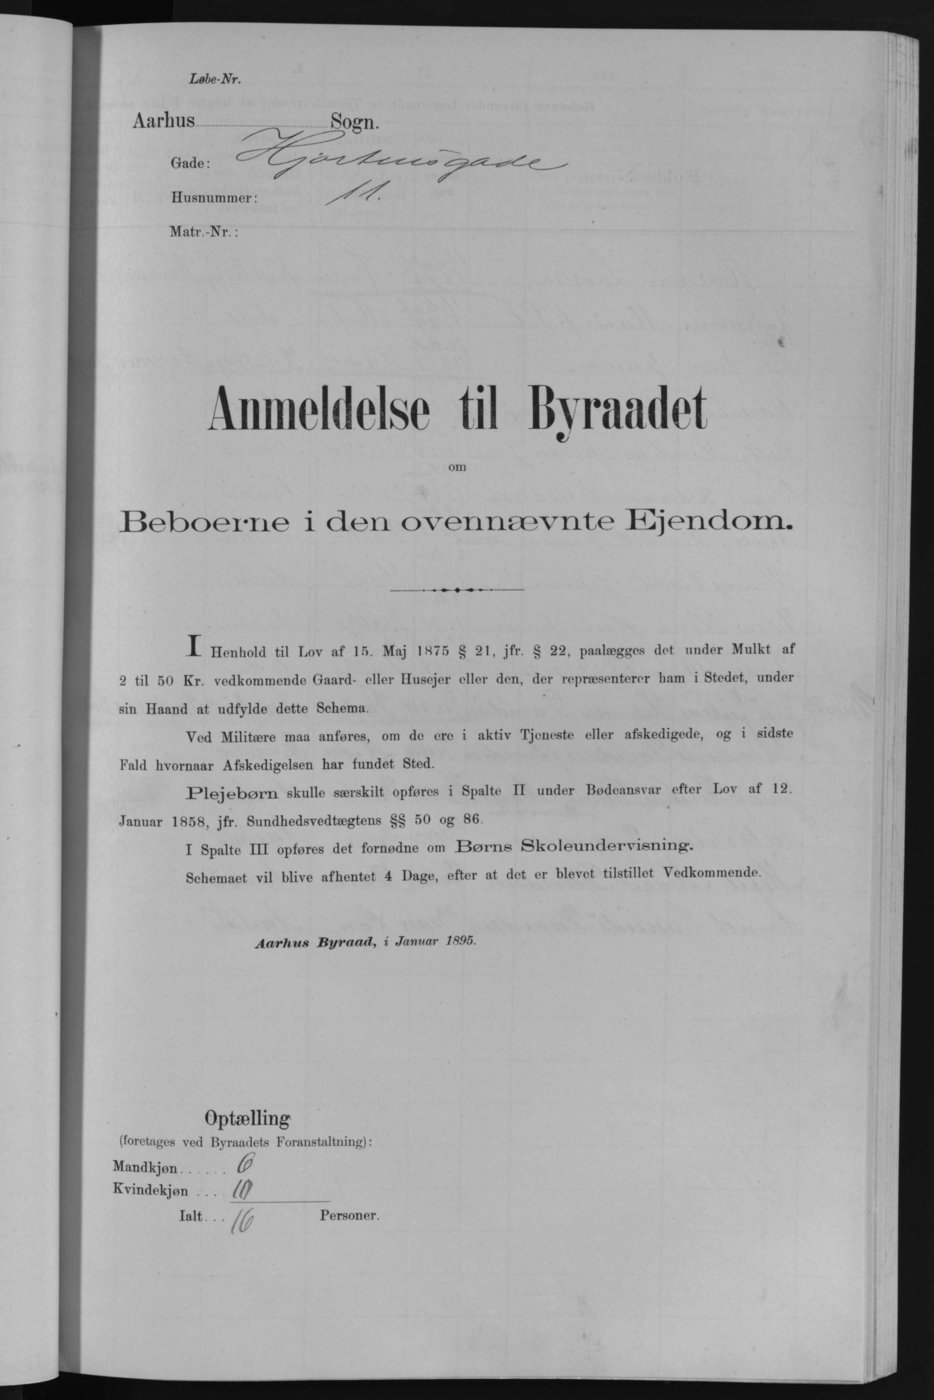 Løbe-Nr.
Aarhus Sogn.
Gade: Hjortensgade
Husnummer: 11.
Matr.-Nr.:
Anmeldelse til Byraadet
om
Beboerne i den ovennævnte Ejendom.
I Henhold til Lov af 15. Maj 1875 § 21, jfr. § 22, paalægges det under Mulkt af
2 til 50 Kr. vedkommende Gaard- eller Husejer eller den, der repræsenterer ham i Stedet, under
sin Haand at udfylde dette Schema.
Ved Militære maa anføres, om de ere i aktiv Tjeneste eller afskedigede, og i sidste
Fald hvornaar Afskedigelsen har fundet Sted.
Plejebørn skulle særskilt opføres i Spalte II under Bødeansvar efter Lov af 12.
Januar 1858, jfr. Sundhedsvedtægtens §§ 50 og 86.
I Spalte III opføres det fornødne om Børns Skoleundervisning.
Schemaet vil blive afhentet 4 Dage, efter at det er blevet tilstillet Vedkommende.
Aarhus Byraad, i Januar 1895.
Optælling
(foretages ved Byraadets Foranstaltning):
Mandkjøn...... 6
Kvindekjøn .... 10
Ialt... 16 Personer.